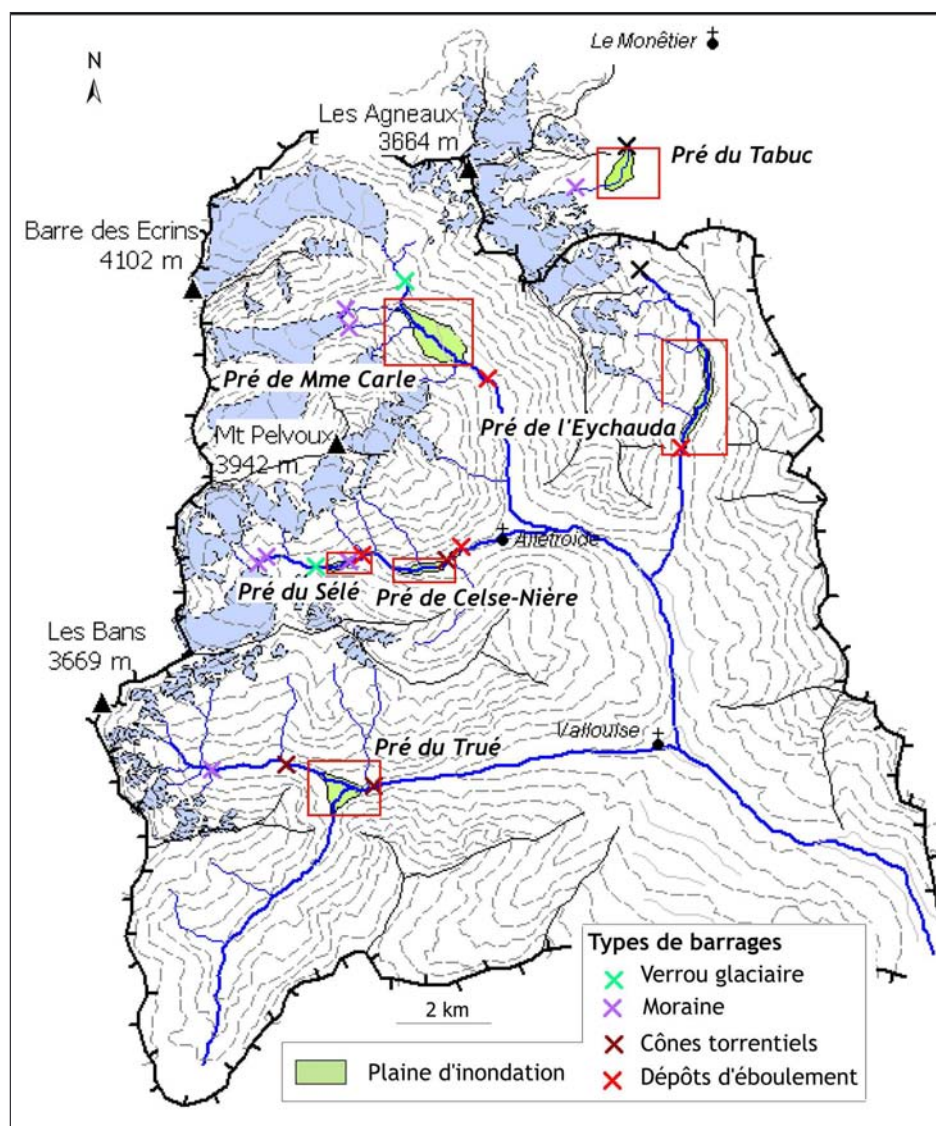 Le Monêtier
N
Les Agneaux
3664 m
Pré du Tabuc
Barre des Ecrins
4102 m
Pré de Mme Carle
Pré de l'Eychauda
Mt Pelvoux
3942 m
Ailefroide
Pré du Sélé
Pré de Celse-Nière
Les Bans
3669 m
Vallouise
Pré du Trué
Types de barrages
Verrou glaciaire
Moraine
Cônes torrentiels
Dépôts d'éboulement
2 km
Plaine d'inondation